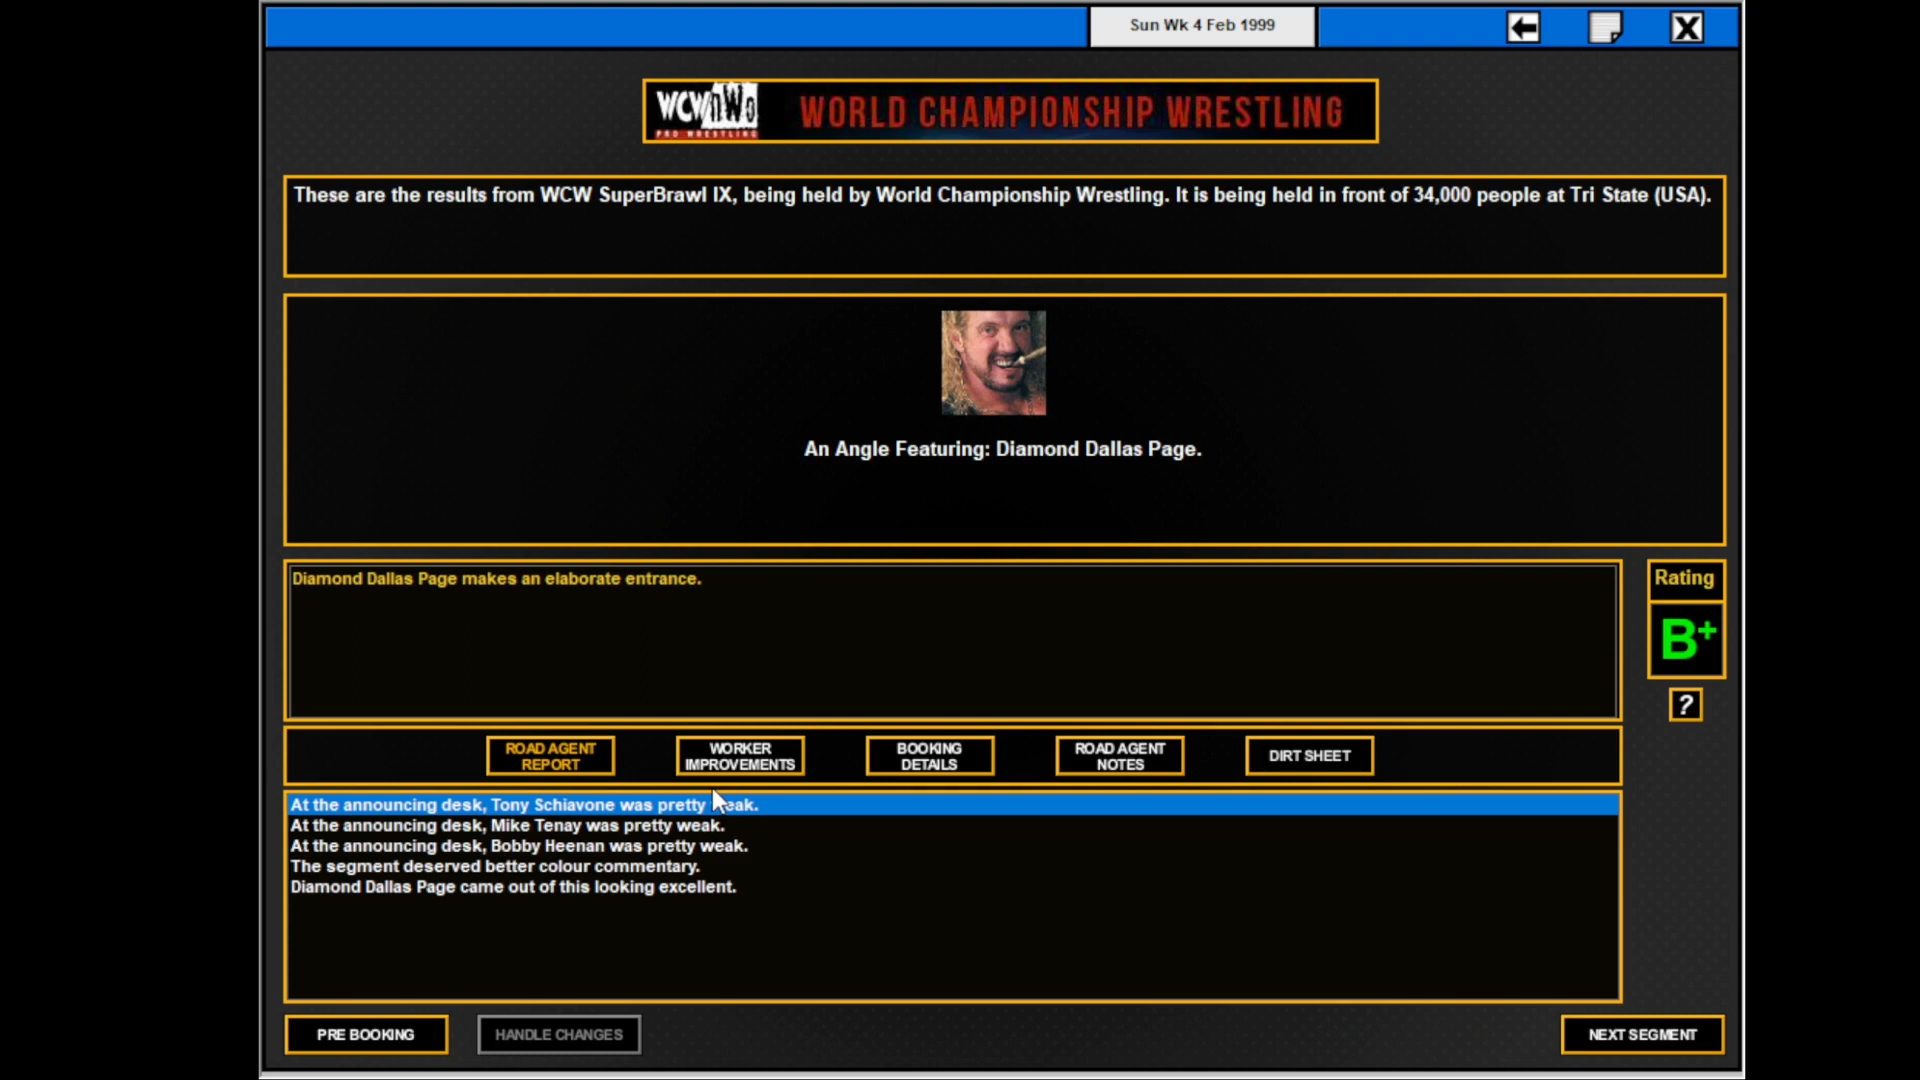 Sun Wk 4 Feb 1999
WCW/nWo
PRO WRESTLING
WORLD CHAMPIONSHIP WRESTLING
These are the results from WCW SuperBrawl IX, being held by World Championship Wrestling. It is being held in front of 34,000 people at Tri State (USA).
An Angle Featuring: Diamond Dallas Page.
Diamond Dallas Page makes an elaborate entrance.
Rating
B+
?
ROAD AGENT
REPORT
WORKER
IMPROVEMENTS
BOOKING
DETAILS
ROAD AGENT
NOTES
DIRT SHEET
At the announcing desk, Tony Schiavone was pretty weak.
At the announcing desk, Mike Tenay was pretty weak.
At the announcing desk, Bobby Heenan was pretty weak.
The segment deserved better colour commentary.
Diamond Dallas Page came out of this looking excellent.
PRE BOOKING
HANDLE CHANGES
NEXT SEGMENT